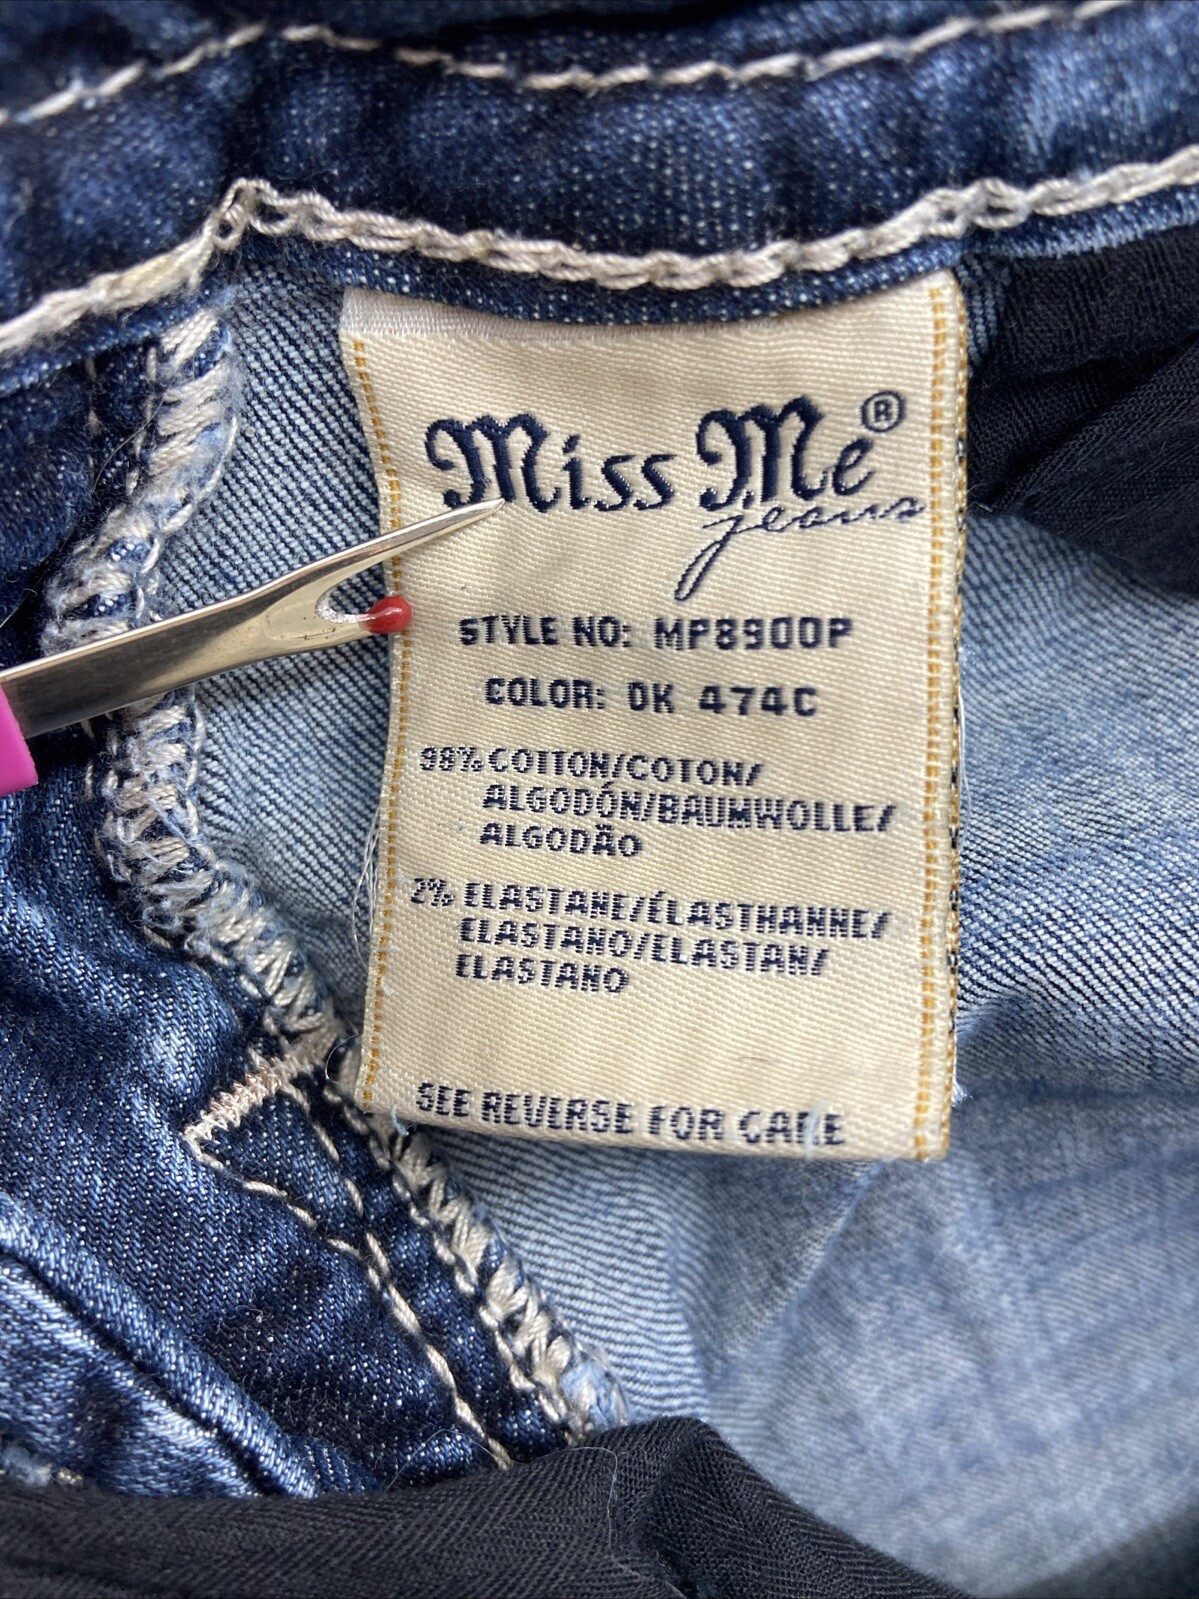 Miss Me®
jeans
STYLE NO: MP8900P
COLOR: DK 474C
98% COTTON/COTON/
ALGODÓN/BAUMWOLLE/
ALGODÃO
2% ELASTANE/ÉLASTHANNE/
ELASTANO/ELASTAN/
ELASTANO
SEE REVERSE FOR CARE